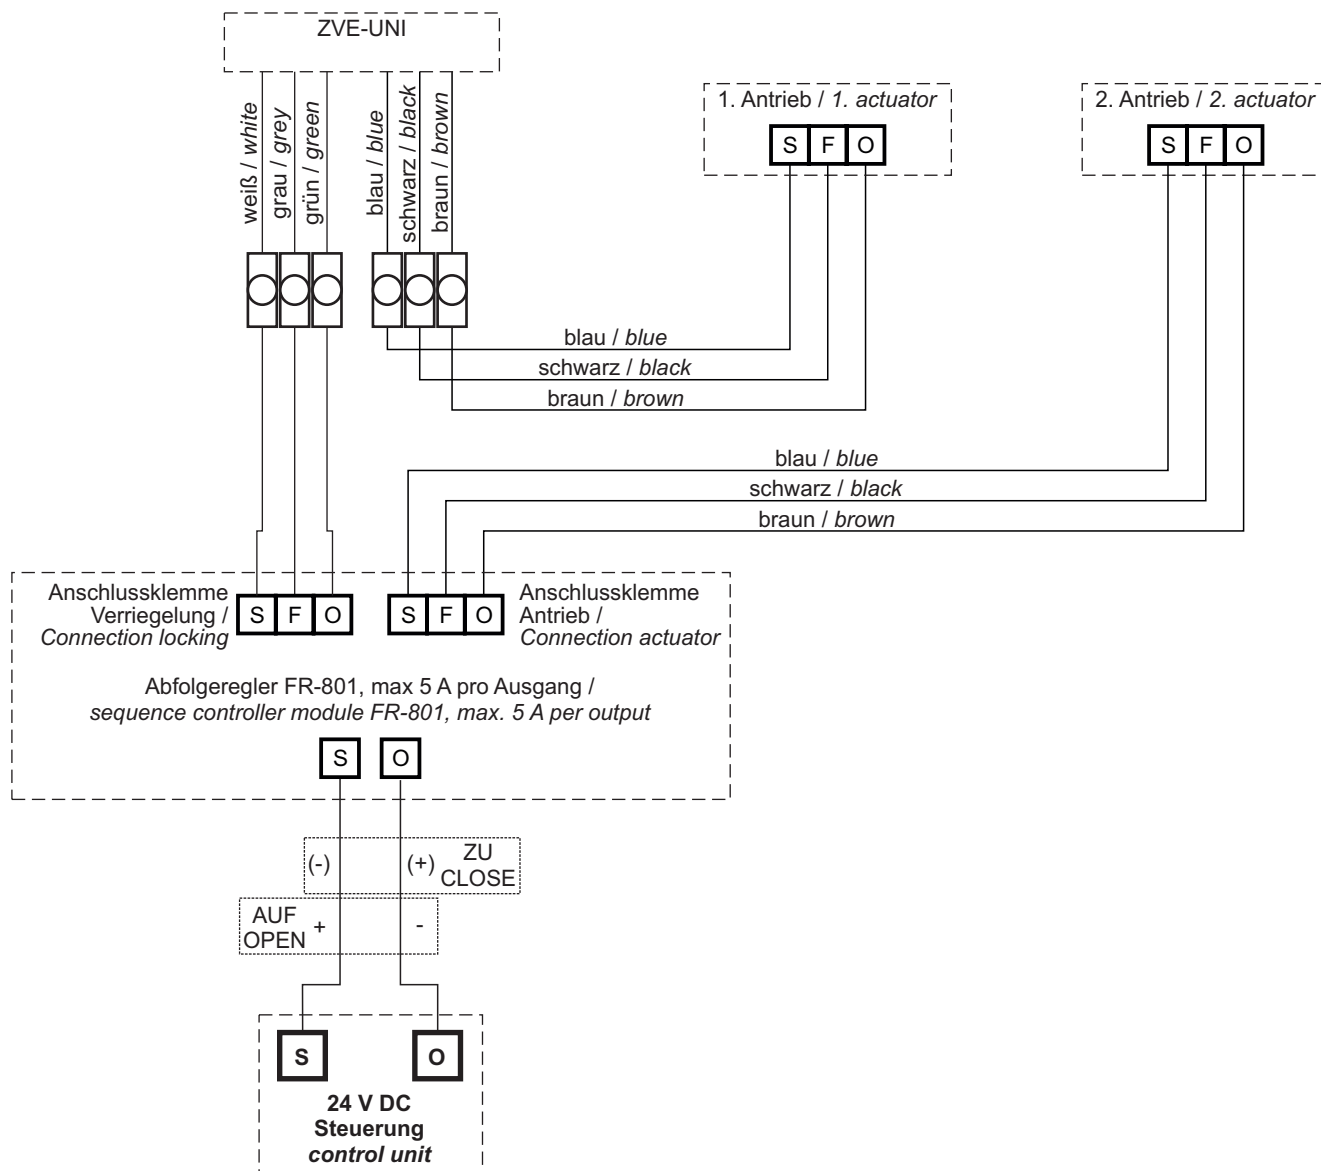 ZVE-UNI
weiß / white
grau / grey
grün / green
blau / blue
schwarz / black
braun / brown
1. Antrieb / 1. actuator
S F O
2. Antrieb / 2. actuator
S F O
blau / blue
schwarz / black
braun / brown
blau / blue
schwarz / black
braun / brown
Anschlussklemme
Verriegelung /
Connection locking
S F O
S F O
Anschlussklemme
Antrieb /
Connection actuator
Abfolgeregler FR-801, max 5 A pro Ausgang /
sequence controller module FR-801, max. 5 A per output
S O
(-) (+) ZU
CLOSE
AUF
OPEN + -
S O
24 V DC
Steuerung
control unit